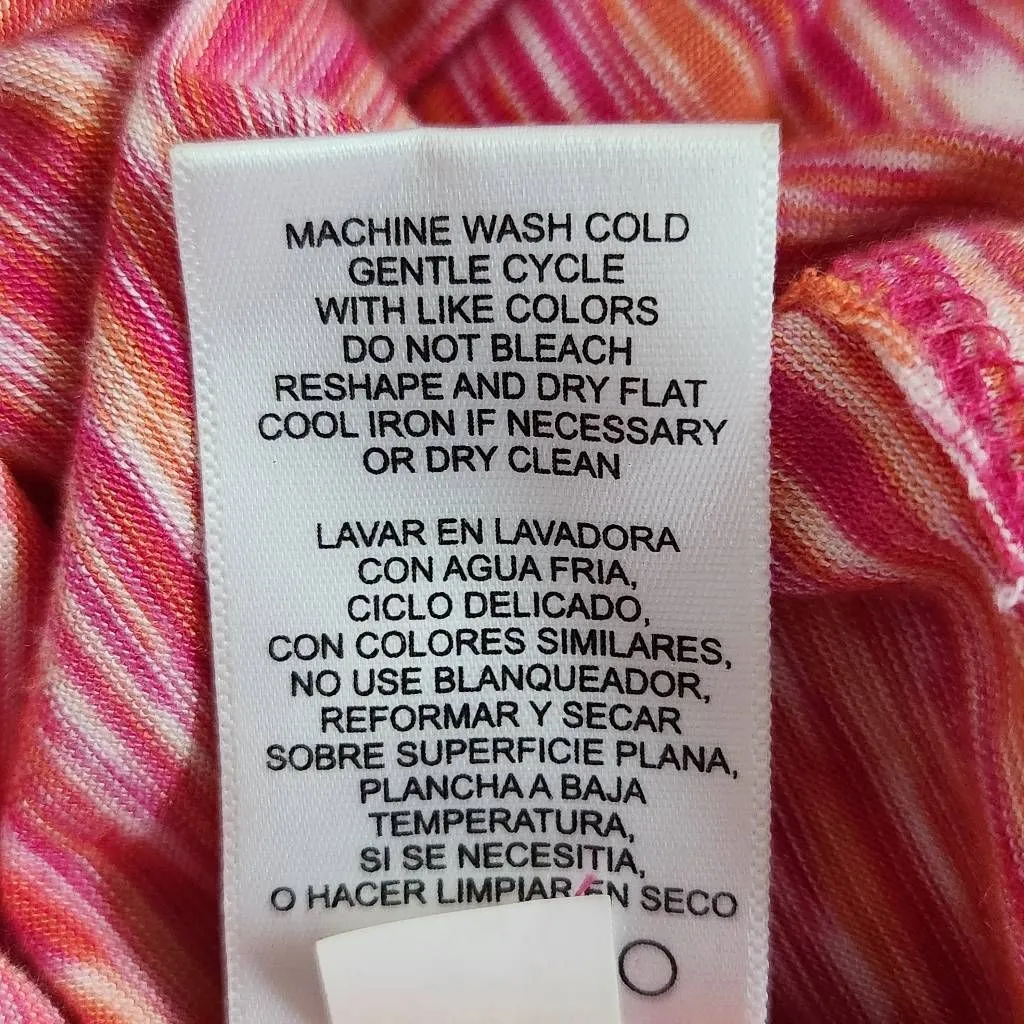 MACHINE WASH COLD
GENTLE CYCLE
WITH LIKE COLORS
DO NOT BLEACH
RESHAPE AND DRY FLAT
COOL IRON IF NECESSARY
OR DRY CLEAN
LAVAR EN LAVADORA
CON AGUA FRIA,
CICLO DELICADO,
CON COLORES SIMILARES,
NO USE BLANQUEADOR,
REFORMAR Y SECAR
SOBRE SUPERFICIE PLANA,
PLANCHA A BAJA
TEMPERATURA,
SI SE NECESITIA,
O HACER LIMPIAR EN SECO